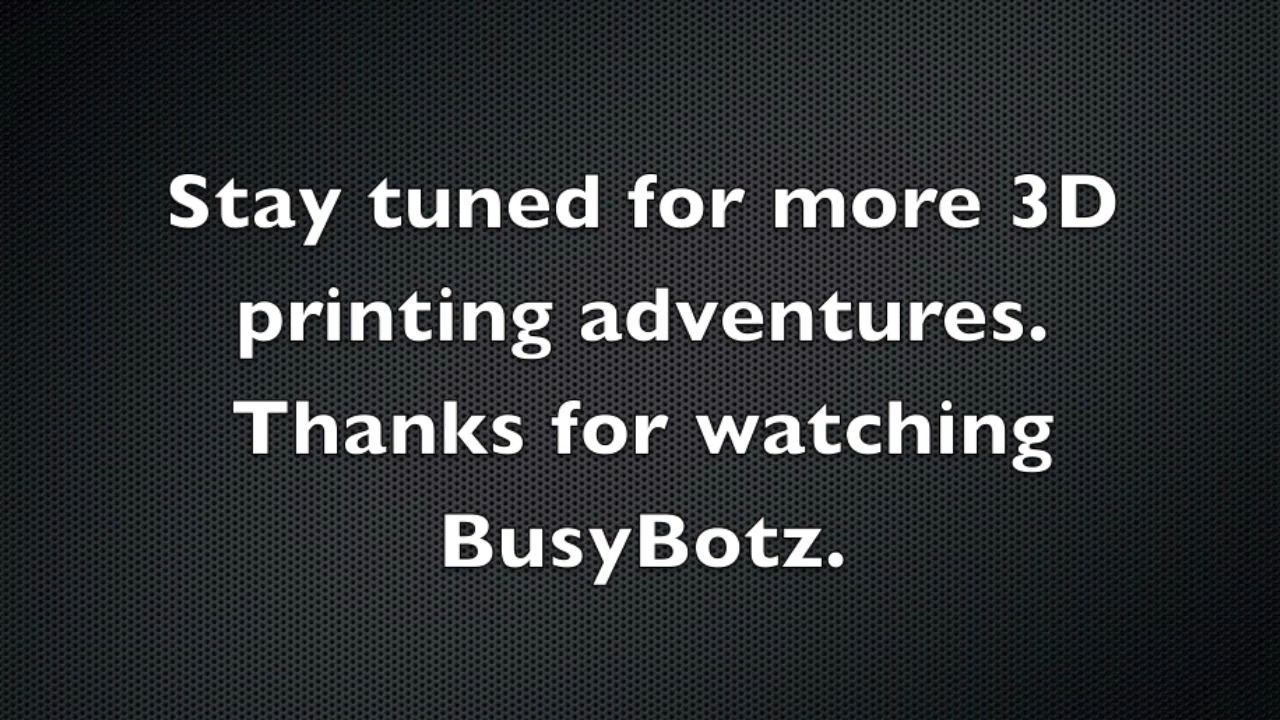 Stay tuned for more 3D
printing adventures.
Thanks for watching
BusyBotz.